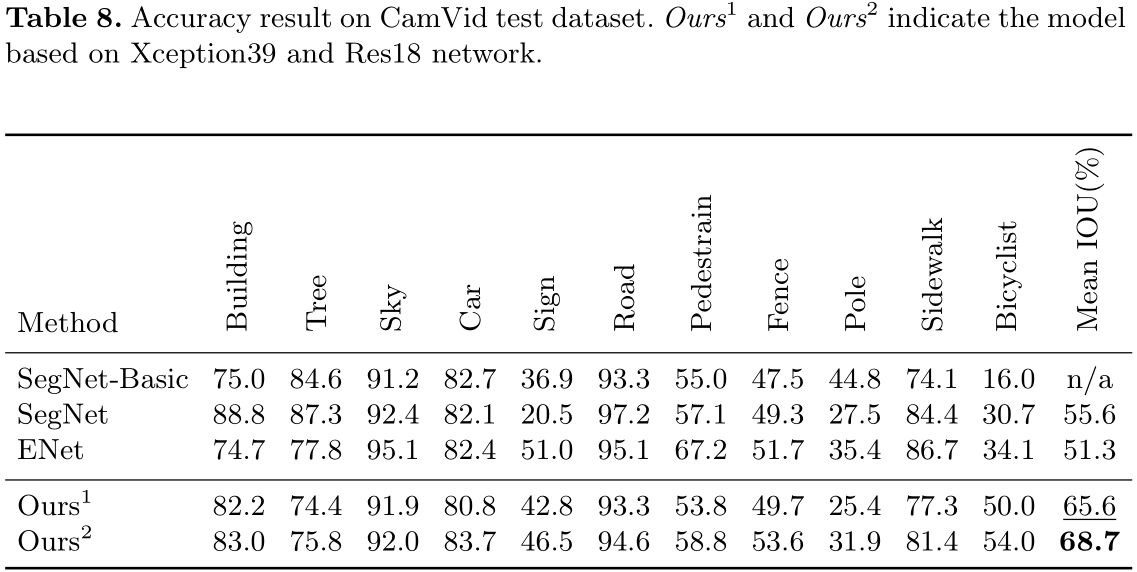 Table 8. Accuracy result on CamVid test dataset. Ours¹ and Ours² indicate the model
based on Xception39 and Res18 network.
Method Building Tree Sky Car Sign Road Pedestrain Fence Pole Sidewalk Bicyclist Mean IOU(%)
SegNet-Basic 75.0 84.6 91.2 82.7 36.9 93.3 55.0 47.5 44.8 74.1 16.0 n/a
SegNet 88.8 87.3 92.4 82.1 20.5 97.2 57.1 49.3 27.5 84.4 30.7 55.6
ENet 74.7 77.8 95.1 82.4 51.0 95.1 67.2 51.7 35.4 86.7 34.1 51.3
Ours¹ 82.2 74.4 91.9 80.8 42.8 93.3 53.8 49.7 25.4 77.3 50.0 65.6
Ours² 83.0 75.8 92.0 83.7 46.5 94.6 58.8 53.6 31.9 81.4 54.0 68.7